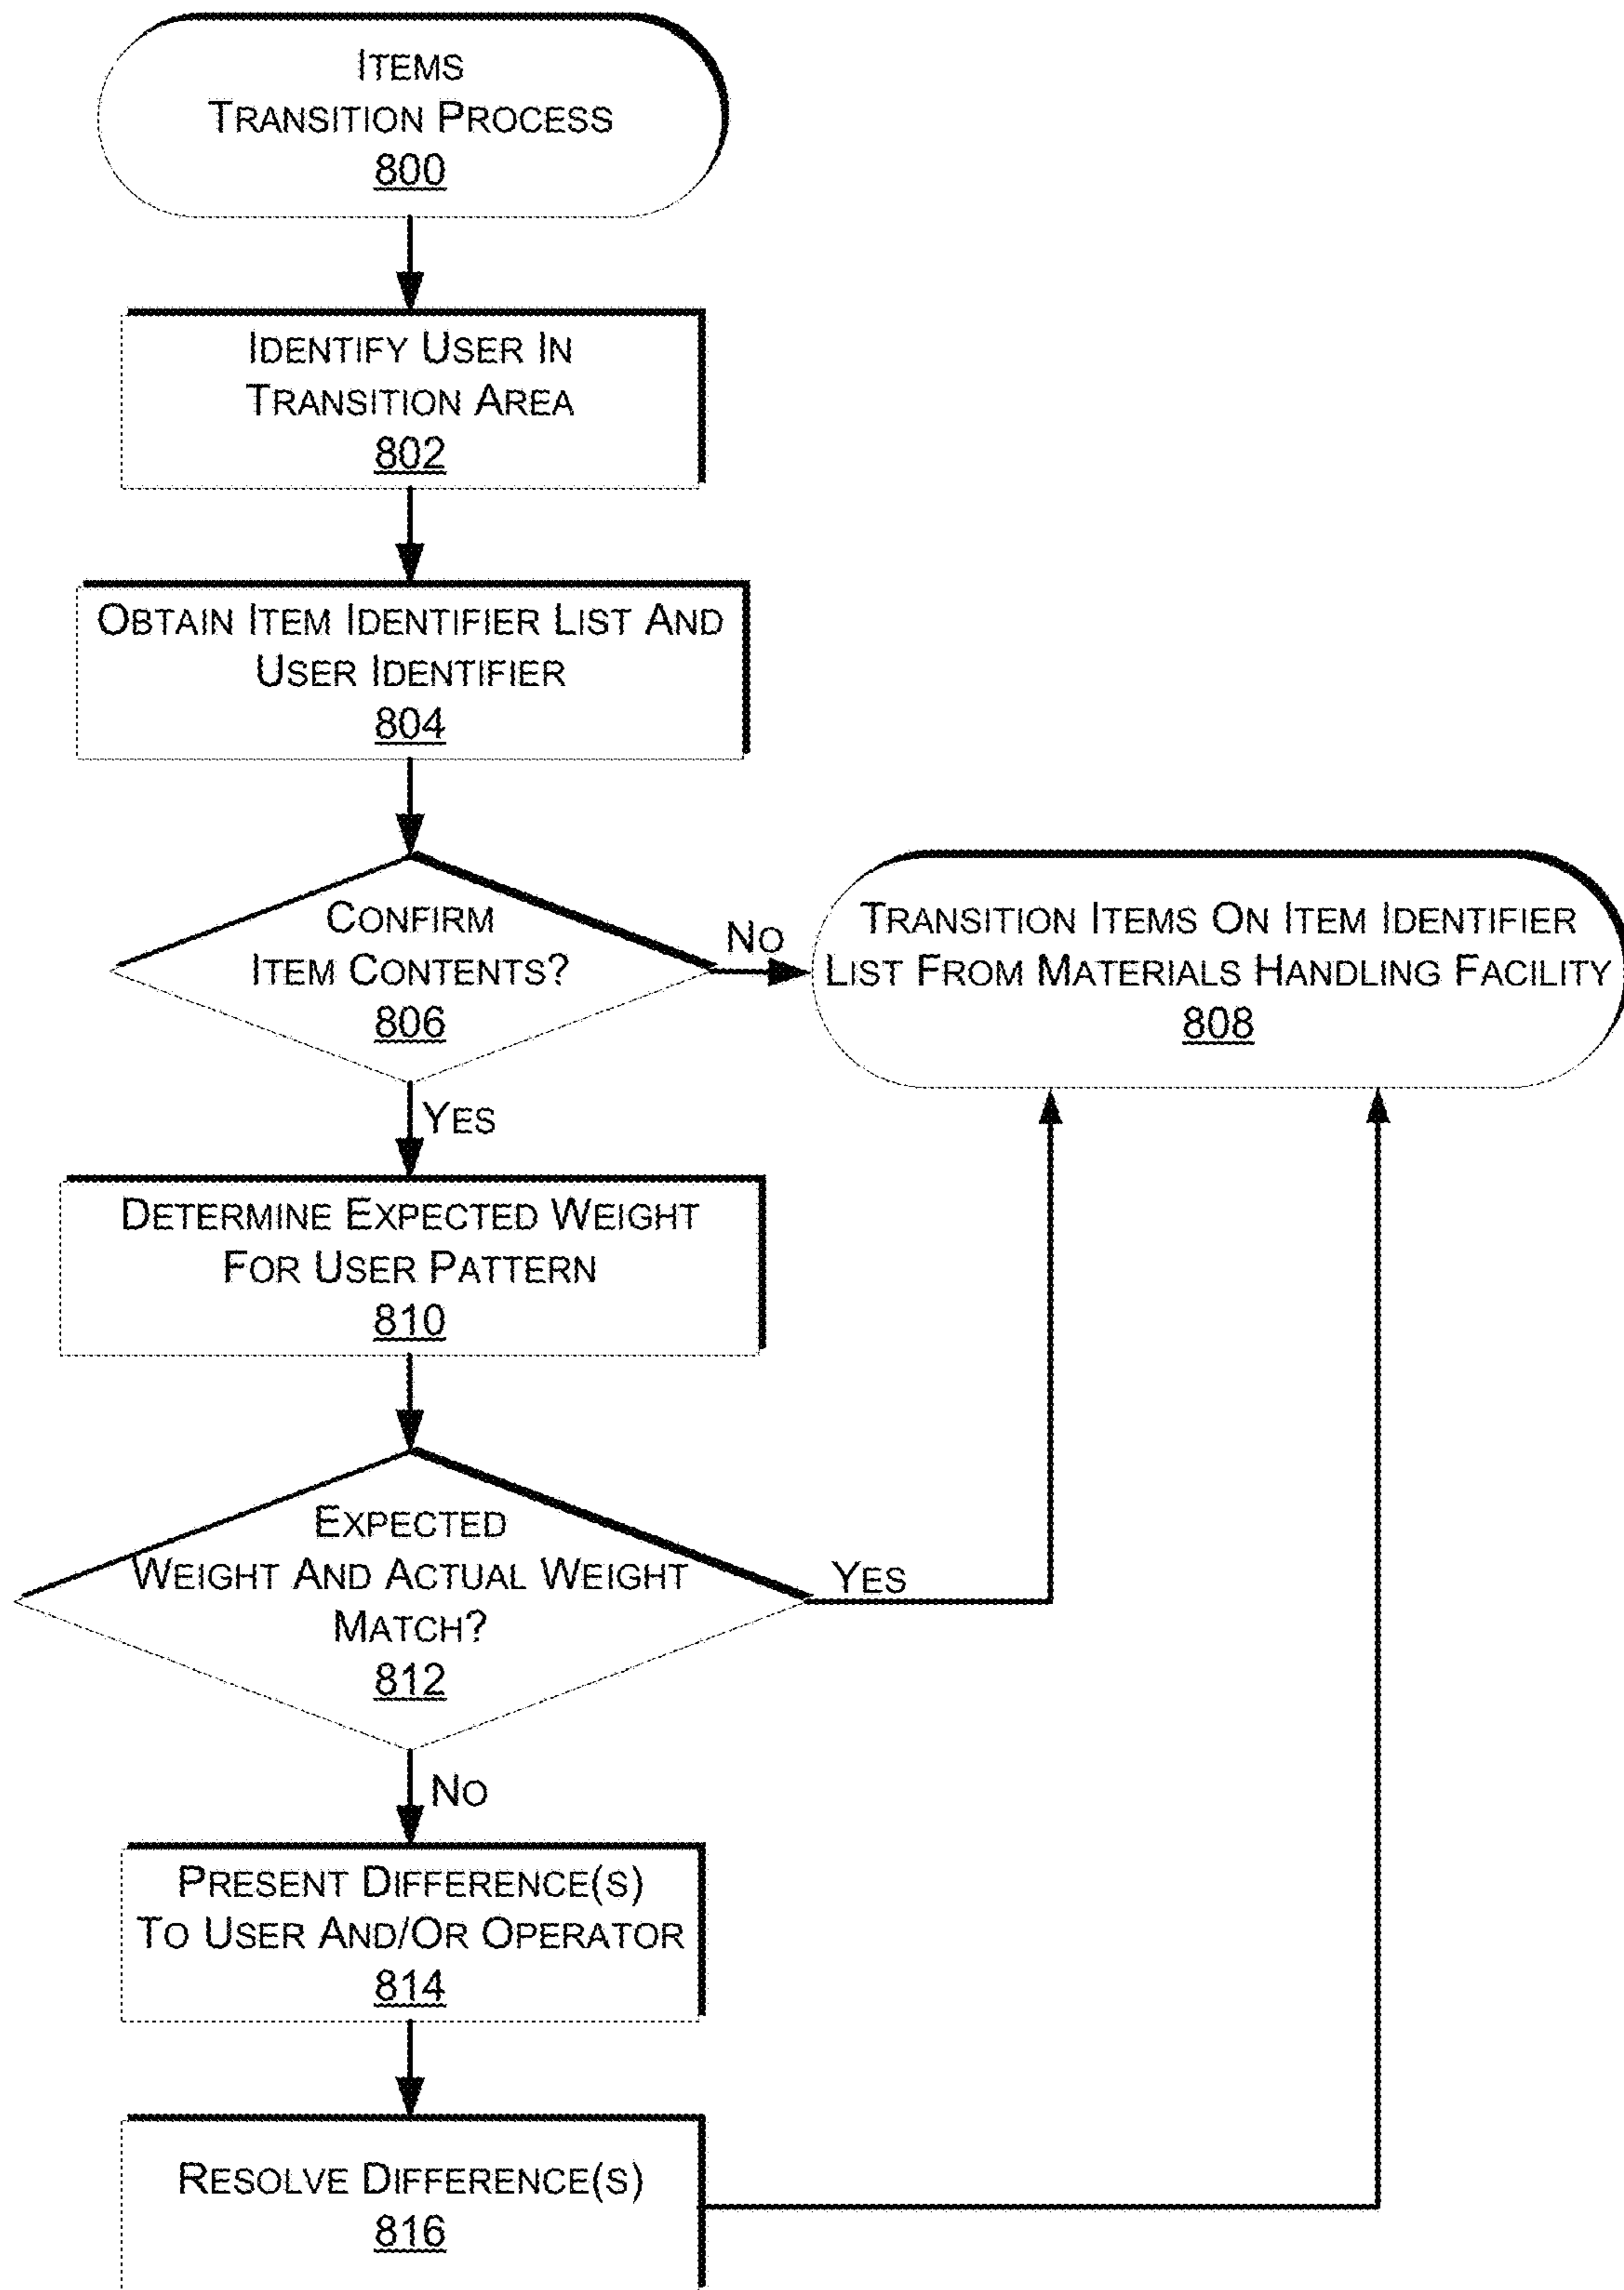 ITEMS
TRANSITION PROCESS
800
IDENTIFY USER IN
TRANSITION AREA
802
OBTAIN ITEM IDENTIFIER LIST AND
USER IDENTIFIER
804
CONFIRM
ITEM CONTENTS?
806
NO
TRANSITION ITEMS ON ITEM IDENTIFIER
LIST FROM MATERIALS HANDLING FACILITY
808
YES
DETERMINE EXPECTED WEIGHT
FOR USER PATTERN
810
EXPECTED
WEIGHT AND ACTUAL WEIGHT
MATCH?
812
YES
NO
PRESENT DIFFERENCE(S)
TO USER AND/OR OPERATOR
814
RESOLVE DIFFERENCE(S)
816